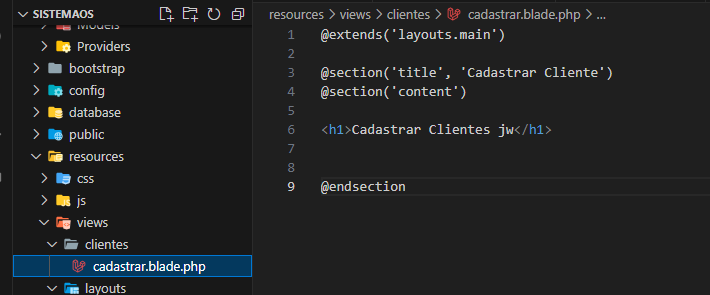 SISTEMAOS
Models
Providers
bootstrap
config
database
public
resources
css
js
views
clientes
cadastrar.blade.php
layouts
resources > views > clientes > cadastrar.blade.php > ...
1 @extends('layouts.main')
2
3 @section('title', 'Cadastrar Cliente')
4 @section('content')
5
6 <h1>Cadastrar Clientes jw</h1>
7
8
9 @endsection